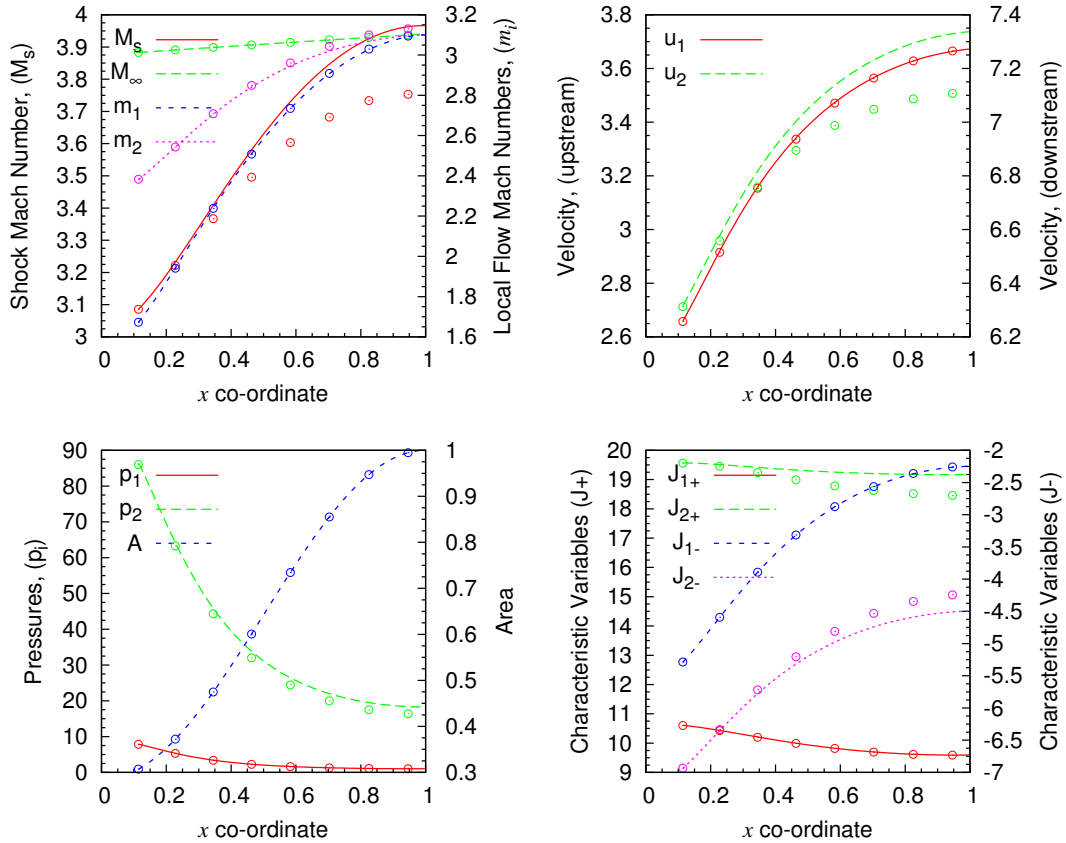 4
3.9
3.8
3.7
3.6
3.5
3.4
3.3
3.2
3.1
3
Shock Mach Number, (Mₛ)
Mₛ
M∞
m₁
m₂
3.2
3
2.8
2.6
2.4
2.2
2
1.8
1.6
Local Flow Mach Numbers, (mᵢ)
0 0.2 0.4 0.6 0.8 1
x co-ordinate
3.8
3.6
3.4
3.2
3
2.8
2.6
Velocity, (upstream)
u₁
u₂
7.4
7.2
7
6.8
6.6
6.4
6.2
Velocity, (downstream)
0 0.2 0.4 0.6 0.8 1
x co-ordinate
90
80
70
60
50
40
30
20
10
0
Pressures, (pᵢ)
p₁
p₂
A
1
0.9
0.8
0.7
0.6
0.5
0.4
0.3
Area
0 0.2 0.4 0.6 0.8 1
x co-ordinate
20
19
18
17
16
15
14
13
12
11
10
9
Characteristic Variables (J+)
J₁₊
J₂₊
J₁₋
J₂₋
-2
-2.5
-3
-3.5
-4
-4.5
-5
-5.5
-6
-6.5
-7
Characteristic Variables (J-)
0 0.2 0.4 0.6 0.8 1
x co-ordinate